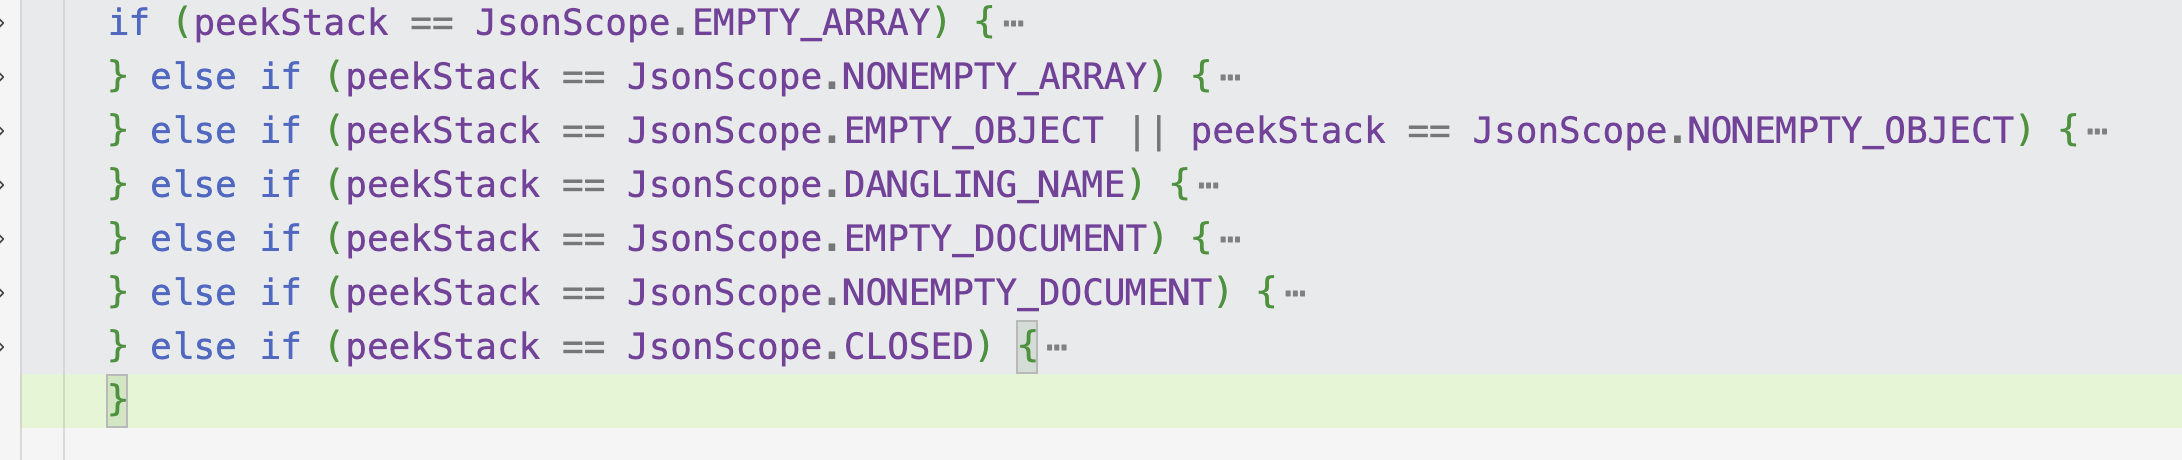 if (peekStack == JsonScope.EMPTY_ARRAY) {⋯
} else if (peekStack == JsonScope.NONEMPTY_ARRAY) {⋯
} else if (peekStack == JsonScope.EMPTY_OBJECT || peekStack == JsonScope.NONEMPTY_OBJECT) {⋯
} else if (peekStack == JsonScope.DANGLING_NAME) {⋯
} else if (peekStack == JsonScope.EMPTY_DOCUMENT) {⋯
} else if (peekStack == JsonScope.NONEMPTY_DOCUMENT) {⋯
} else if (peekStack == JsonScope.CLOSED) {⋯
}